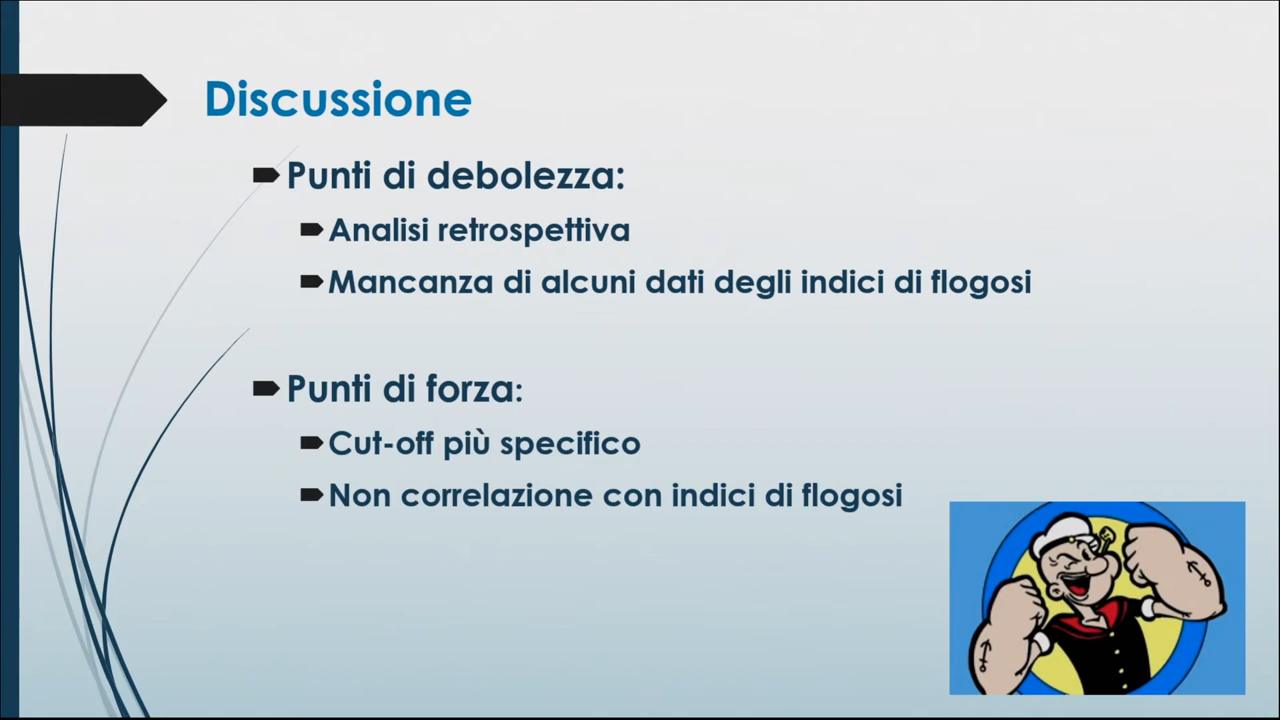 Discussione
Punti di debolezza:
Analisi retrospettiva
Mancanza di alcuni dati degli indici di flogosi
Punti di forza:
Cut-off più specifico
Non correlazione con indici di flogosi